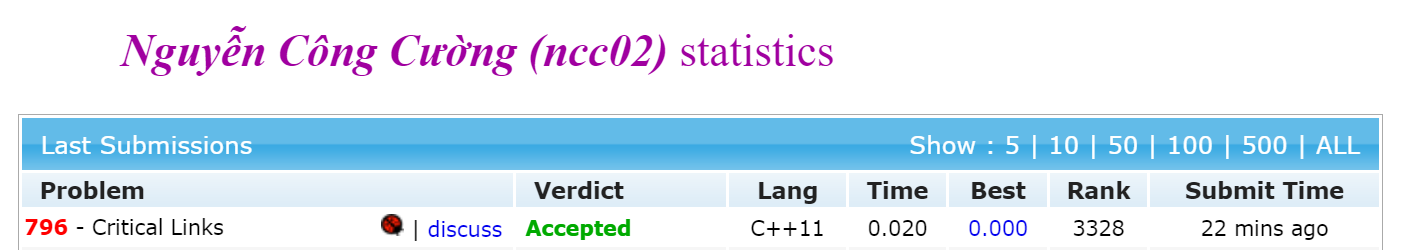 Nguyễn Công Cường (ncc02) statistics
Last Submissions Show : 5 | 10 | 50 | 100 | 500 | ALL
Problem Verdict Lang Time Best Rank Submit Time
796 - Critical Links | discuss Accepted C++11 0.020 0.000 3328 22 mins ago